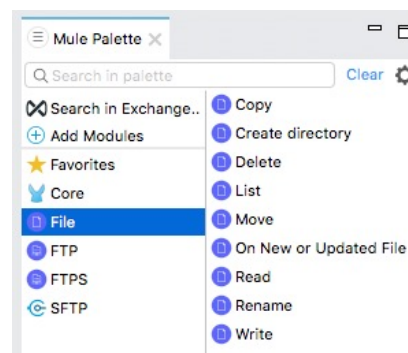 Mule Palette
Search in palette
Clear
Search in Exchange..
Add Modules
Favorites
Core
File
FTP
FTPS
SFTP
Copy
Create directory
Delete
List
Move
On New or Updated File
Read
Rename
Write